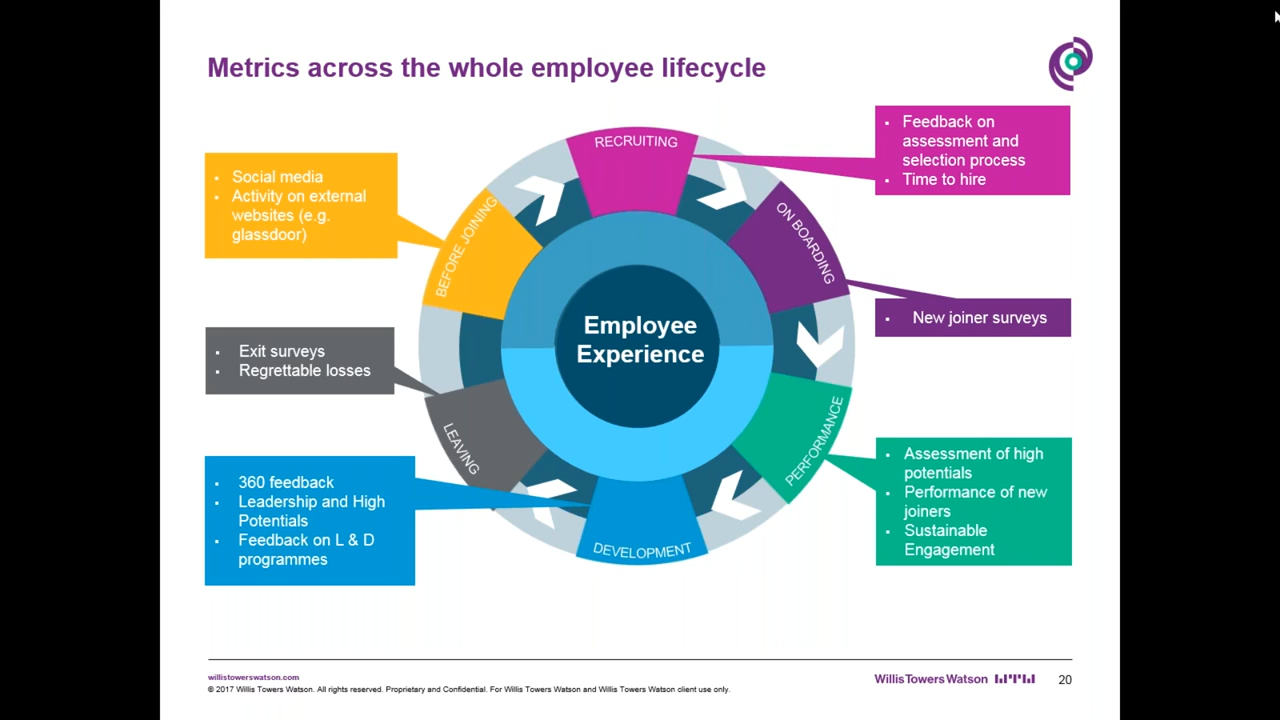 Metrics across the whole employee lifecycle
RECRUITING
▪ Feedback on
assessment and
selection process
▪ Time to hire
ON BOARDING
▪ New joiner surveys
PERFORMANCE
▪ Assessment of high
potentials
▪ Performance of new
joiners
▪ Sustainable
Engagement
DEVELOPMENT
▪ 360 feedback
▪ Leadership and High
Potentials
▪ Feedback on L & D
programmes
LEAVING
▪ Exit surveys
▪ Regrettable losses
BEFORE JOINING
▪ Social media
▪ Activity on external
websites (e.g.
glassdoor)
Employee
Experience
willistowerswatson.com
© 2017 Willis Towers Watson. All rights reserved. Proprietary and Confidential. For Willis Towers Watson and Willis Towers Watson client use only.
WillisTowersWatson
20